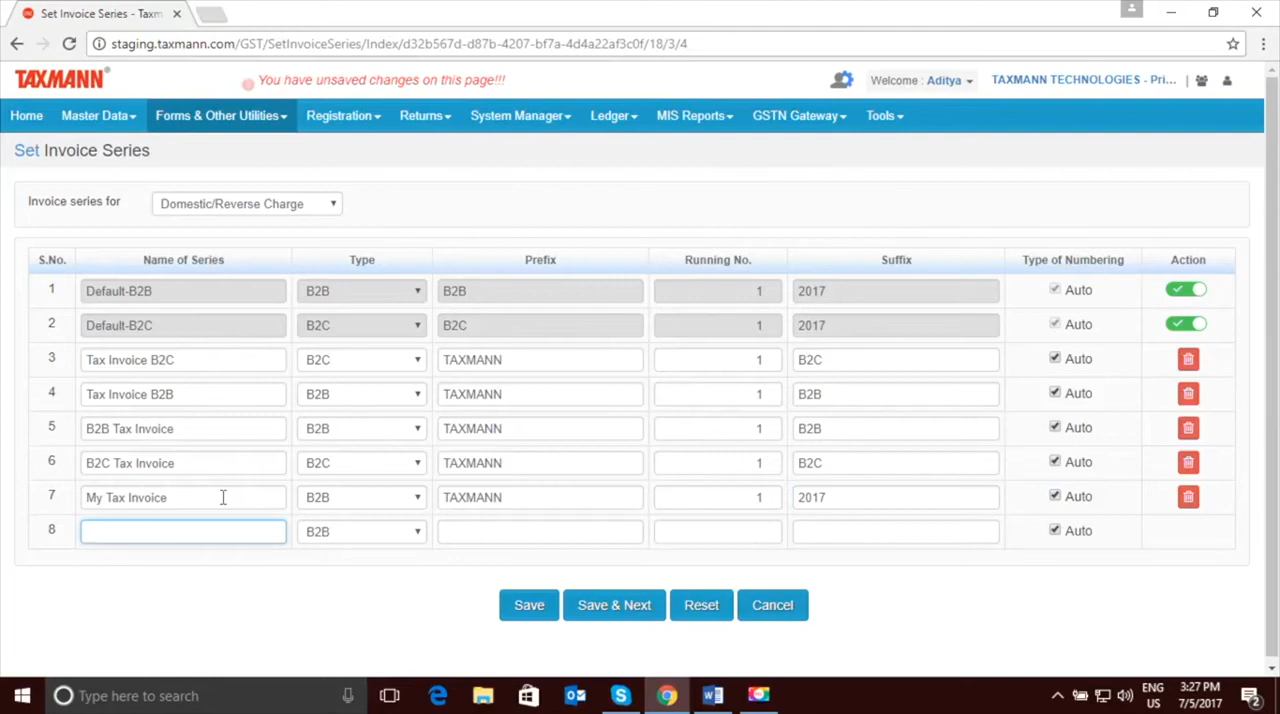 Set Invoice Series - Taxm
staging.taxmann.com/GST/SetInvoiceSeries/Index/d32b567d-d87b-4207-bf7a-4d4a22af3c0f/18/3/4
TAXMANN®
You have unsaved changes on this page!!!
Welcome : Aditya
TAXMANN TECHNOLOGIES - Pri... |
Home Master Data Forms & Other Utilities Registration Returns System Manager Ledger MIS Reports GSTN Gateway Tools
Set Invoice Series
Invoice series for Domestic/Reverse Charge
S.No. Name of Series Type Prefix Running No. Suffix Type of Numbering Action
1 Default-B2B B2B B2B 1 2017 Auto
2 Default-B2C B2C B2C 1 2017 Auto
3 Tax Invoice B2C B2C TAXMANN 1 B2C Auto
4 Tax Invoice B2B B2B TAXMANN 1 B2B Auto
5 B2B Tax Invoice B2B TAXMANN 1 B2B Auto
6 B2C Tax Invoice B2C TAXMANN 1 B2C Auto
7 My Tax Invoice B2B TAXMANN 1 2017 Auto
8 B2B Auto
Save Save & Next Reset Cancel
Type here to search
ENG 3:27 PM
US 7/5/2017 2